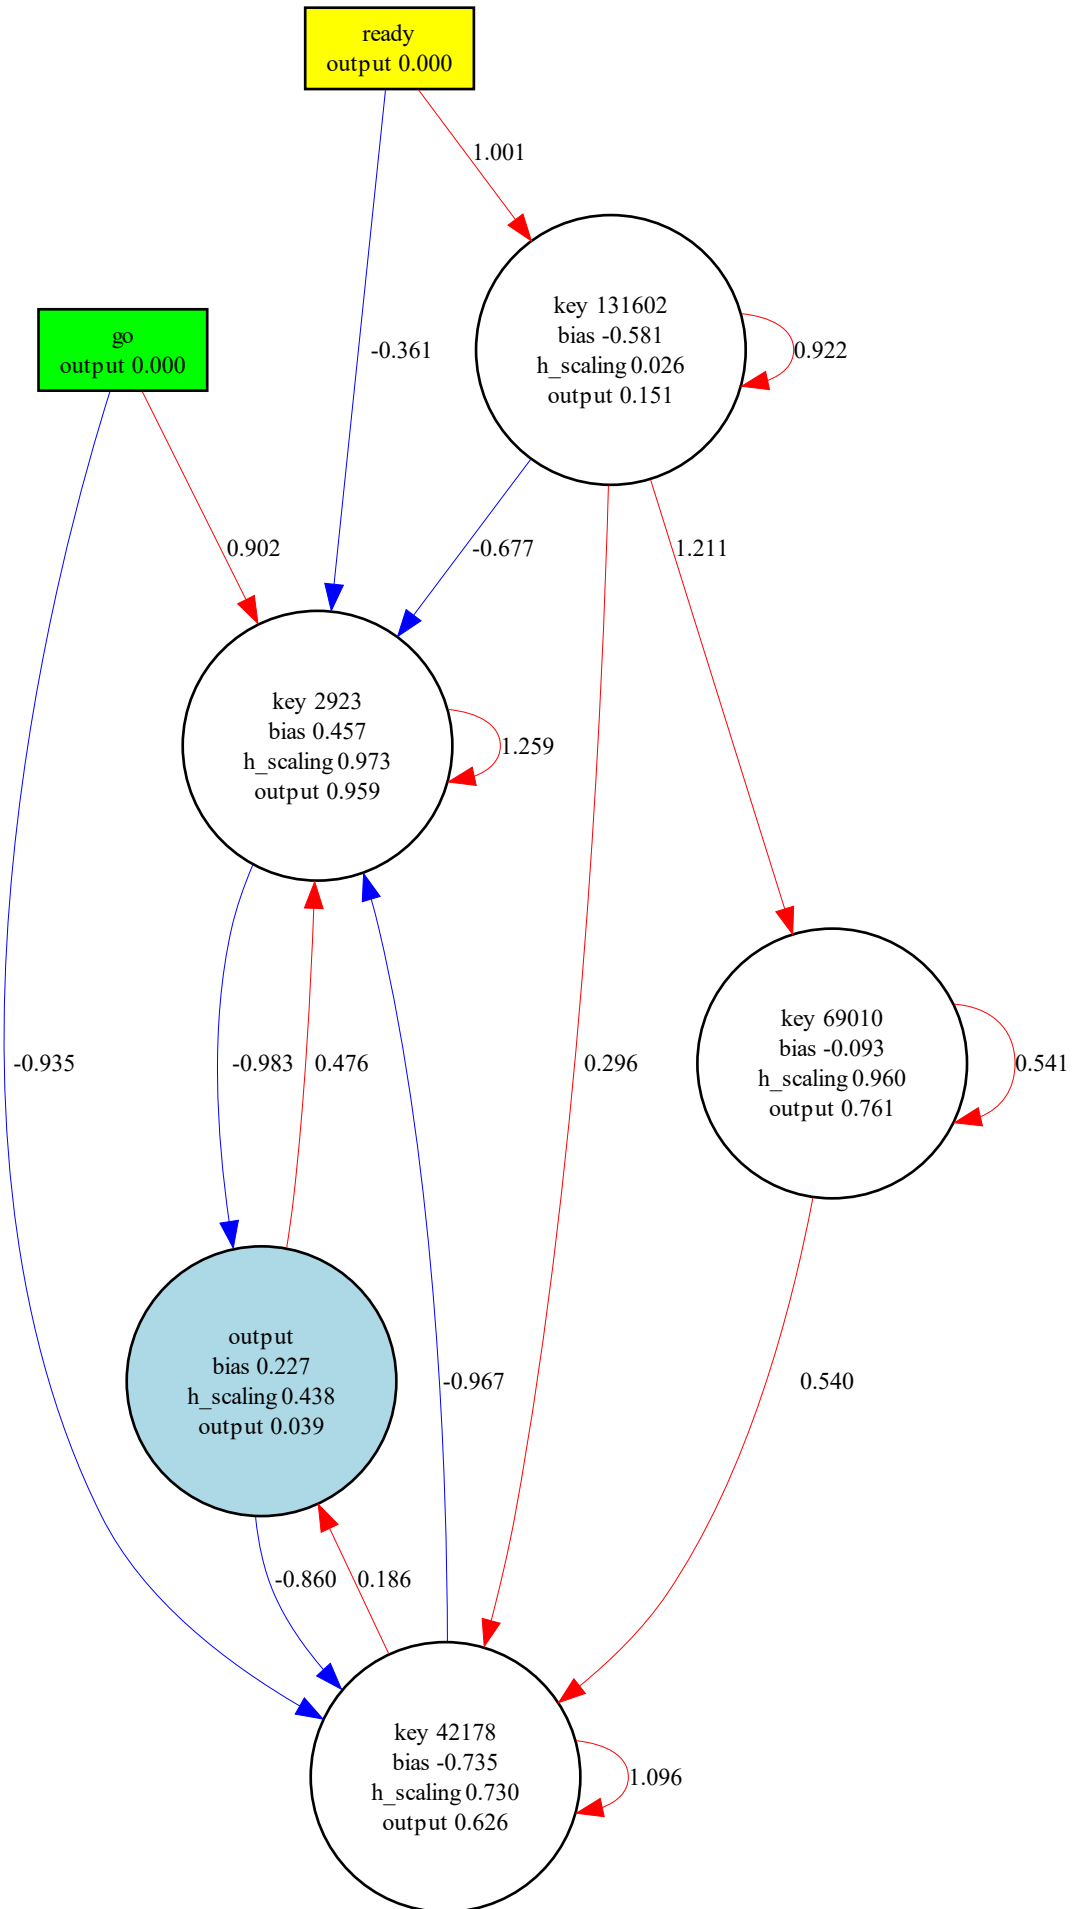 ready
output 0.000
1.001
key 131602
bias -0.581
h_scaling 0.026
output 0.151
0.922
-0.361
go
output 0.000
0.902
-0.677
1.211
key 2923
bias 0.457
h_scaling 0.973
output 0.959
1.259
key 69010
bias -0.093
h_scaling 0.960
output 0.761
0.541
-0.935
-0.983
0.476
0.296
output
bias 0.227
h_scaling 0.438
output 0.039
-0.967
0.540
-0.860
0.186
key 42178
bias -0.735
h_scaling 0.730
output 0.626
1.096